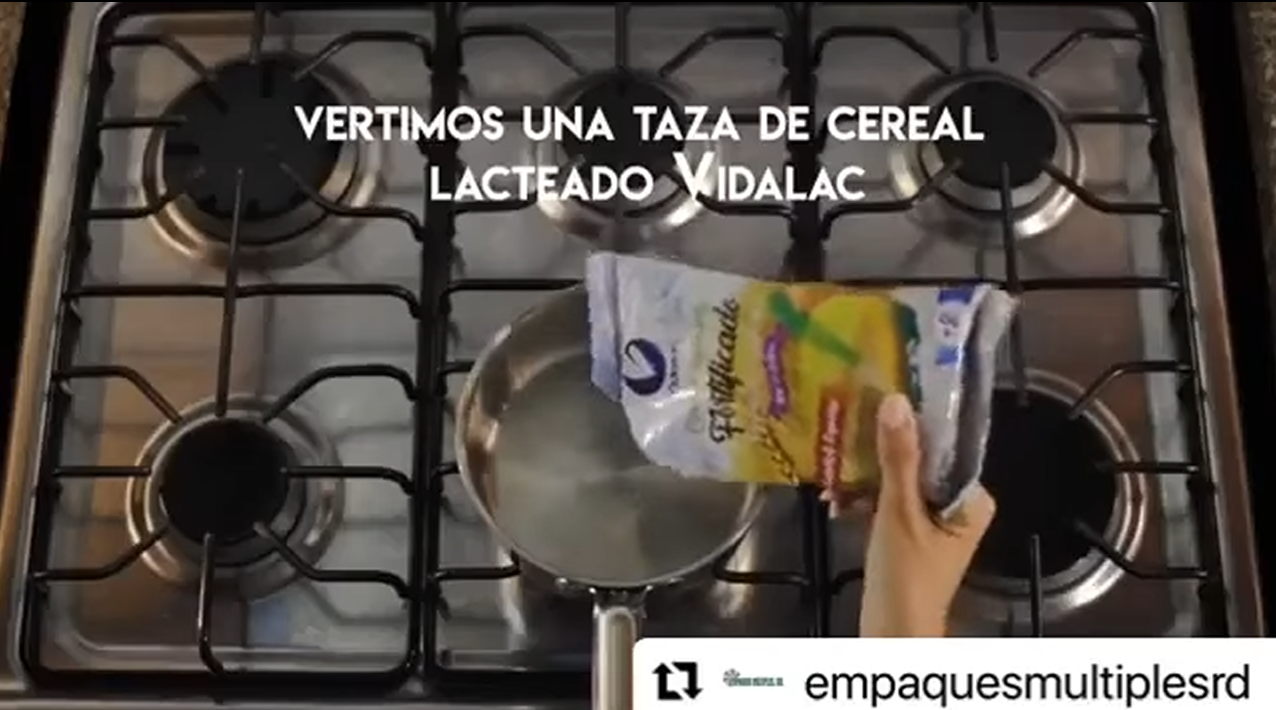 VERTIMOS UNA TAZA DE CEREAL
LACTEADO VIDALAC
Fortificado
empaquesmultiplesrd